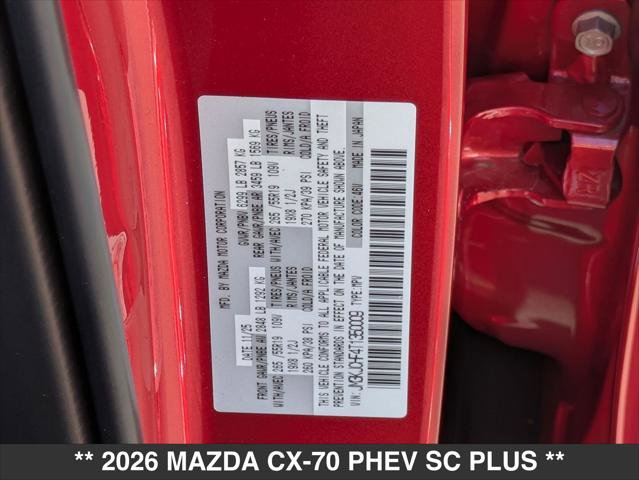 MFD. BY MAZDA MOTOR CORPORATION
DATE 11/25 GVWR/PNBV 6299 LB 2857 KG
FRONT GAWR/PNBE AV 2848 LB 1292 KG REAR GAWR/PNBE AR 3459 LB 1569 KG
WITH/AVEC 265 /55R19 109V TIRES/PNEUS WITH/AVEC 265 /55R19 109V TIRES/PNEUS
19X8 1/2J RIMS/JANTES 19X8 1/2J RIMS/JANTES
260 KPA/38 PSI COLD/A FROID 270 KPA/39 PSI COLD/A FROID
THIS VEHICLE CONFORMS TO ALL APPLICABLE FEDERAL MOTOR VEHICLE SAFETY AND THEFT
PREVENTION STANDARDS IN EFFECT ON THE DATE OF MANUFACTURE SHOWN ABOVE.
TYPE:MPV COLOR CODE:46V MADE IN JAPAN
** 2026 MAZDA CX-70 PHEV SC PLUS **